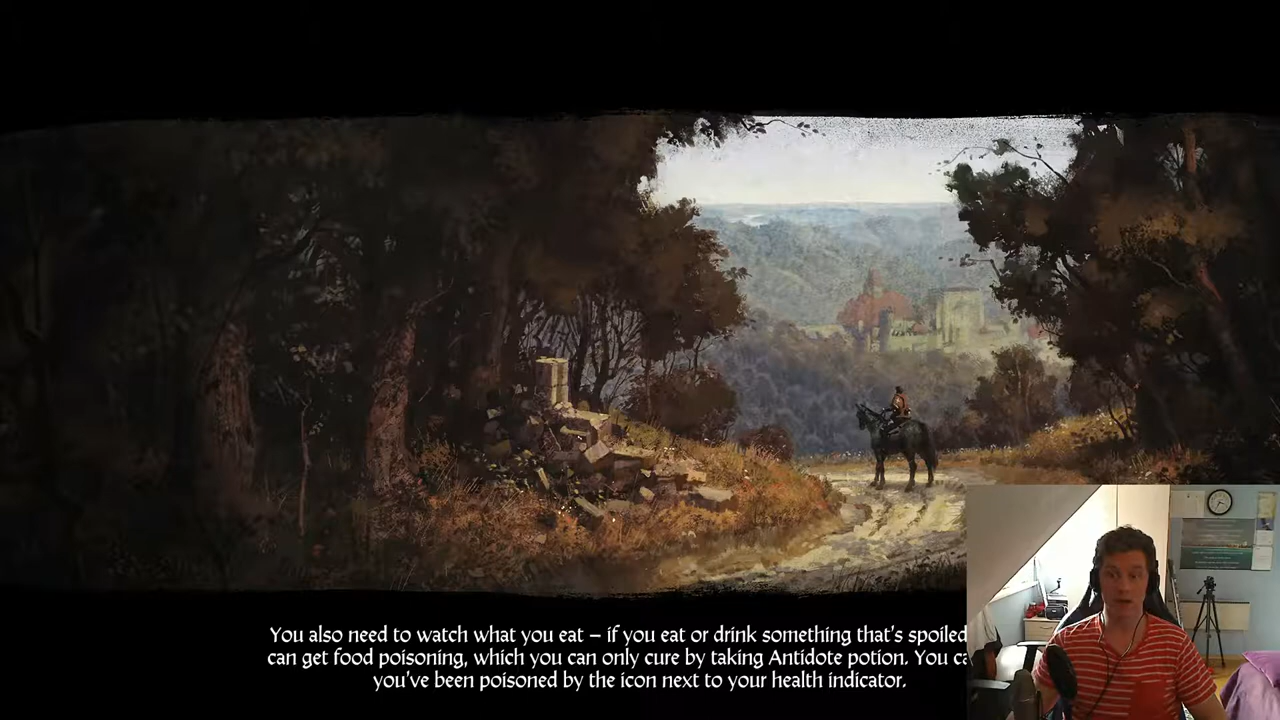 You also need to watch what you eat – if you eat or drink something that's spoiled
can get food poisoning, which you can only cure by taking Antidote potion. You
you've been poisoned by the icon next to your health indicator.